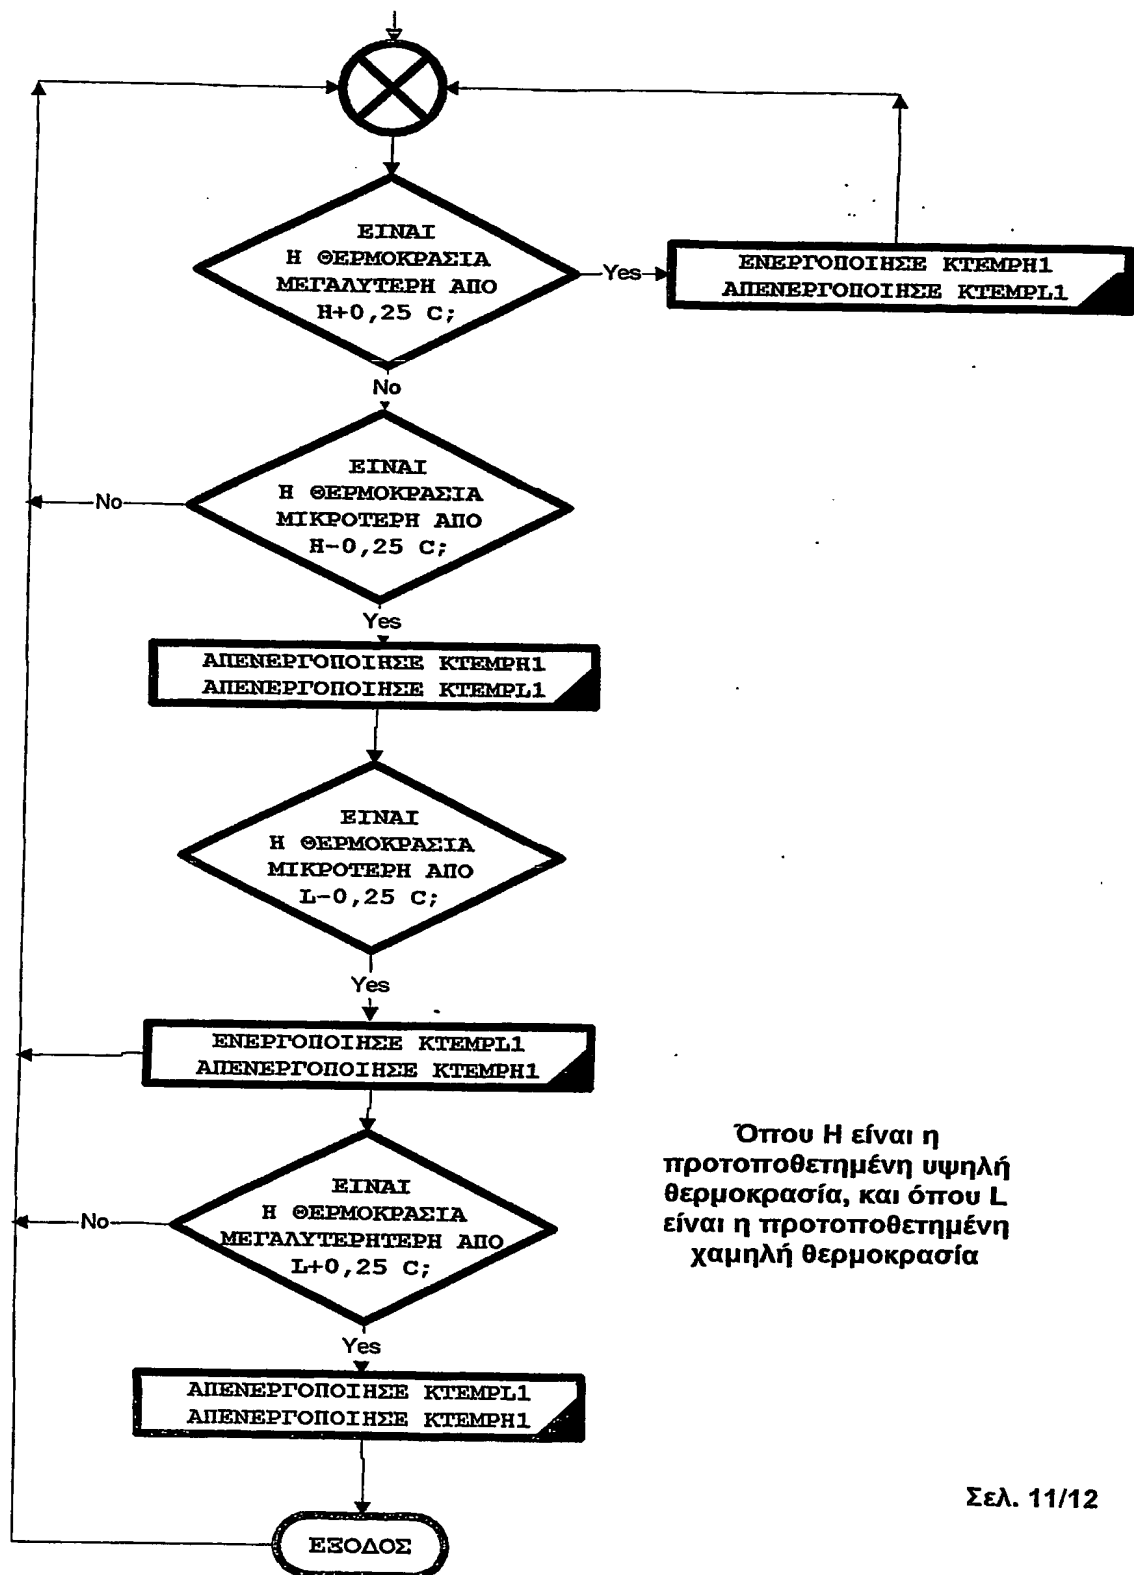 ΕΙΝΑΙ
Η ΘΕΡΜΟΚΡΑΣΙΑ
ΜΕΓΑΛΥΤΕΡΗ ΑΠΟ
Η+0,25 C;
Yes
ΕΝΕΡΓΟΠΟΙΗΣΕ ΚΤΕΜΡΗ1
ΑΠΕΝΕΡΓΟΠΟΙΗΣΕ KTEMPL1
No
ΕΙΝΑΙ
Η ΘΕΡΜΟΚΡΑΣΙΑ
ΜΙΚΡΟΤΕΡΗ ΑΠΟ
Η-0,25 C;
No
Yes
ΑΠΕΝΕΡΓΟΠΟΙΗΣΕ KTEMPH1
ΑΠΕΝΕΡΓΟΠΟΙΗΣΕ KTEMPL1
ΕΙΝΑΙ
Η ΘΕΡΜΟΚΡΑΣΙΑ
ΜΙΚΡΟΤΕΡΗ ΑΠΟ
L-0,25 C;
Yes
ΕΝΕΡΓΟΠΟΙΗΣΕ KTEMPL1
ΑΠΕΝΕΡΓΟΠΟΙΗΣΕ KTEMPH1
ΕΙΝΑΙ
Η ΘΕΡΜΟΚΡΑΣΙΑ
ΜΕΓΑΛΥΤΕΡΗΤΕΡΗ ΑΠΟ
L+0,25 C;
No
Yes
ΑΠΕΝΕΡΓΟΠΟΙΗΣΕ KTEMPL1
ΑΠΕΝΕΡΓΟΠΟΙΗΣΕ KTEMPH1
ΕΞΟΔΟΣ
Όπου Η είναι η
προτοποθετημένη υψηλή
θερμοκρασία, και όπου L
είναι η προτοποθετημένη
χαμηλή θερμοκρασία
Σελ. 11/12